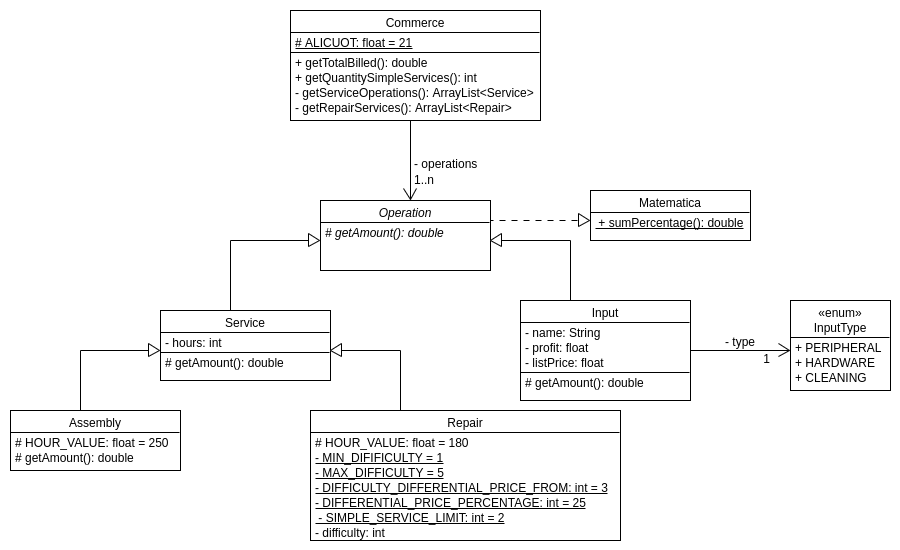 Commerce
# ALICUOT: float = 21
+ getTotalBilled(): double
+ getQuantitySimpleServices(): int
- getServiceOperations(): ArrayList<Service>
- getRepairServices(): ArrayList<Repair>
- operations
1..n
Operation
# getAmount(): double
Matematica
+ sumPercentage(): double
Service
- hours: int
# getAmount(): double
Input
- name: String
- profit: float
- listPrice: float
# getAmount(): double
- type
1
«enum»
InputType
+ PERIPHERAL
+ HARDWARE
+ CLEANING
Assembly
# HOUR_VALUE: float = 250
# getAmount(): double
Repair
# HOUR_VALUE: float = 180
- MIN_DIFIFICULTY = 1
- MAX_DIFFICULTY = 5
- DIFFICULTY_DIFFERENTIAL_PRICE_FROM: int = 3
- DIFFERENTIAL_PRICE_PERCENTAGE: int = 25
- SIMPLE_SERVICE_LIMIT: int = 2
- difficulty: int